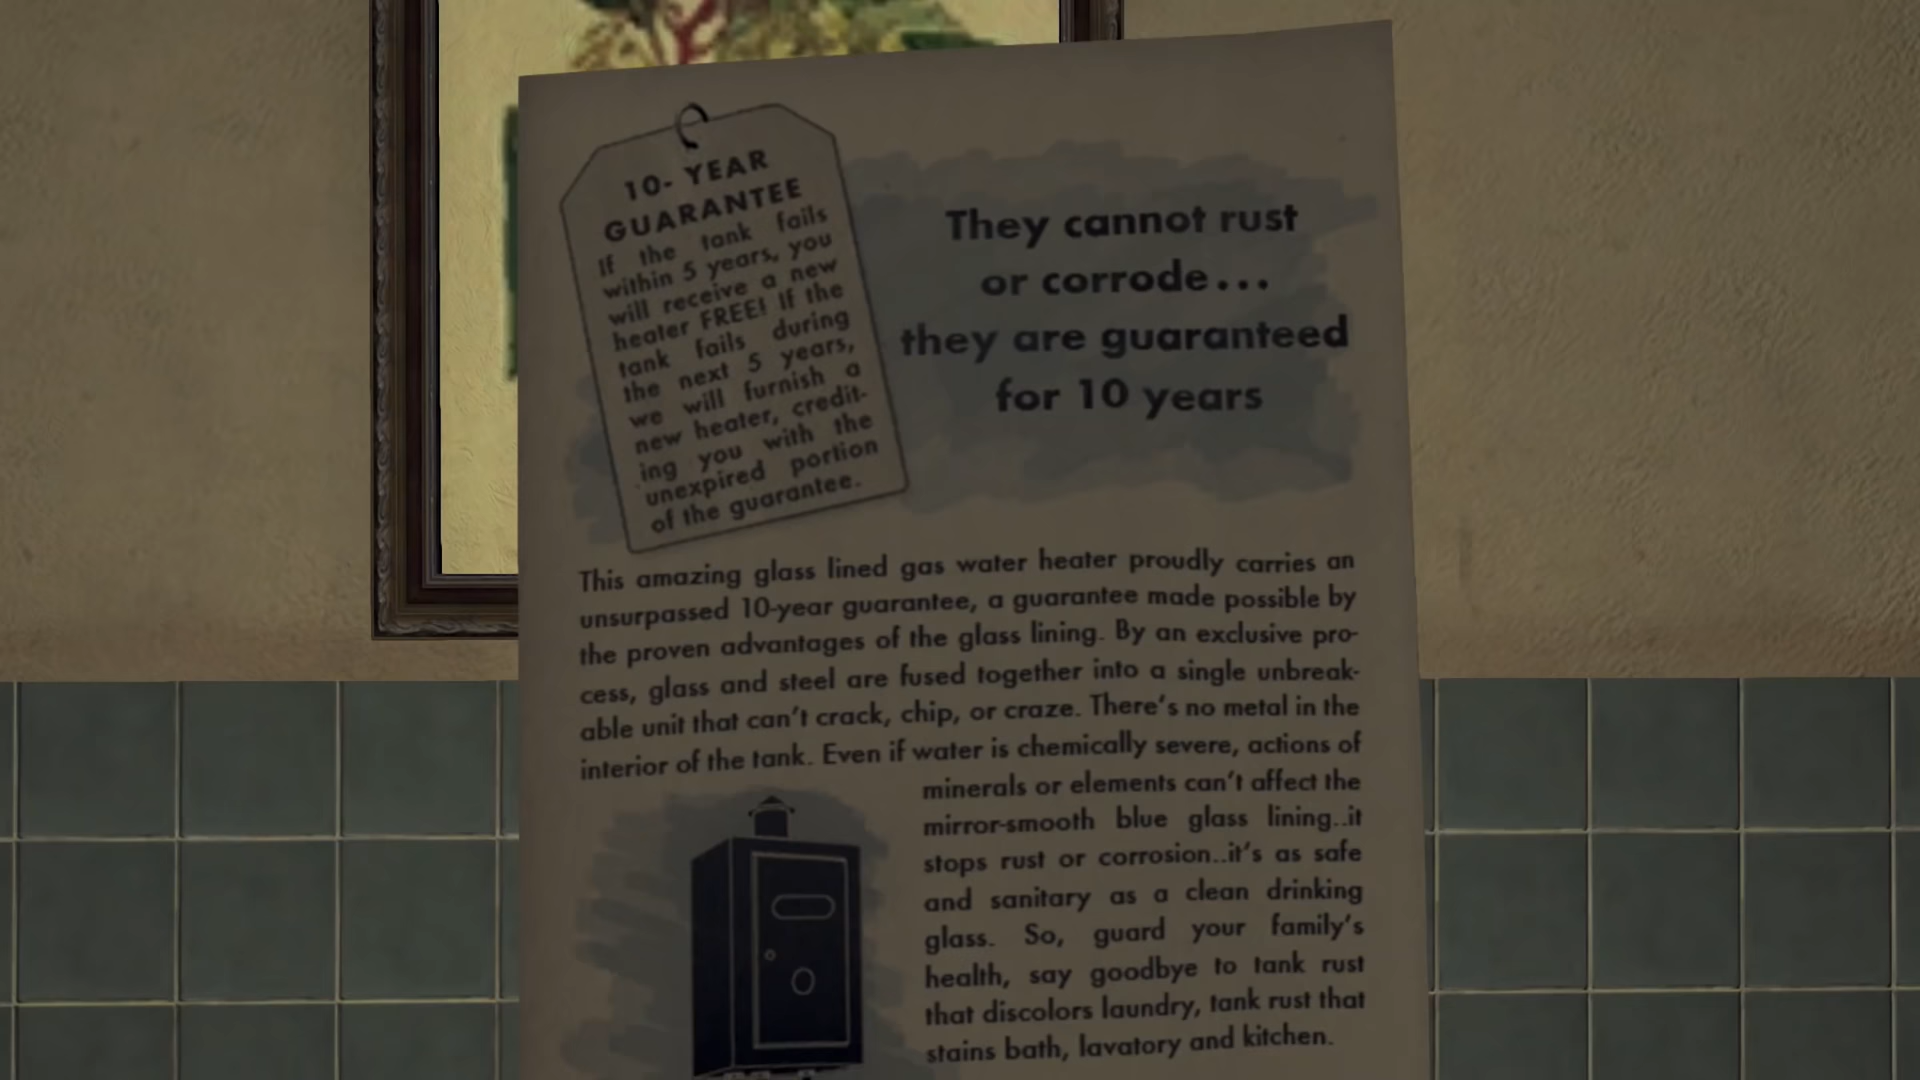 10- YEAR
GUARANTEE
If the tank fails
within 5 years, you
will receive a new
heater FREE! If the
tank fails during
the next 5 years,
we will furnish a
new heater, credit-
ing you with the
unexpired portion
of the guarantee.
They cannot rust
or corrode...
they are guaranteed
for 10 years
This amazing glass lined gas water heater proudly carries an
unsurpassed 10-year guarantee, a guarantee made possible by
the proven advantages of the glass lining. By an exclusive pro-
cess, glass and steel are fused together into a single unbreak-
able unit that can't crack, chip, or craze. There's no metal in the
interior of the tank. Even if water is chemically severe, actions of
minerals or elements can't affect the
mirror-smooth blue glass lining..it
stops rust or corrosion..it's as safe
and sanitary as a clean drinking
glass. So, guard your family's
health, say goodbye to tank rust
that discolors laundry, tank rust that
stains bath, lavatory and kitchen.